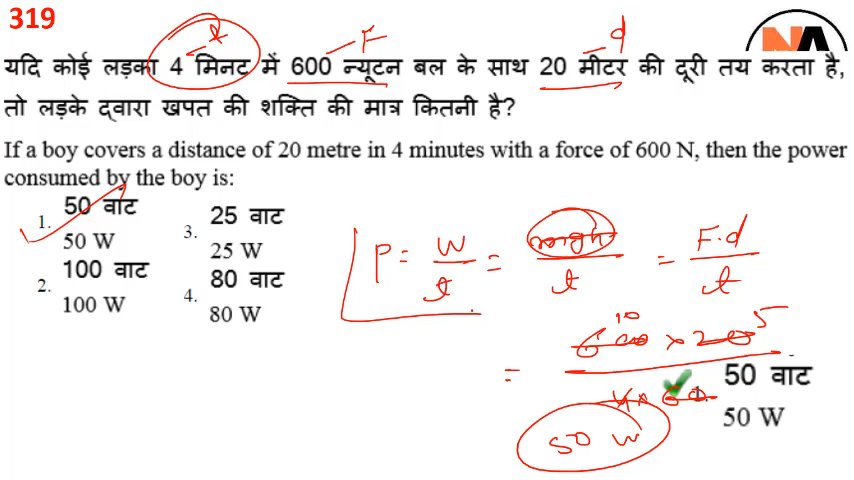 319
t
F
d
NA
यदि कोई लड़का 4 मिनट में 600 न्यूटन बल के साथ 20 मीटर की दूरी तय करता है,
तो लड़के द्वारा खपत की शक्ति की मात्र कितनी है?
If a boy covers a distance of 20 metre in 4 minutes with a force of 600 N, then the power
consumed by the boy is:
1. 50 वाट
50 W
2. 100 वाट
100 W
3. 25 वाट
25 W
4. 80 वाट
80 W
P = W/t = mgh/t = F.d/t
= 600 10 × 20 5 / 4 × 60
50 W
50 वाट
50 W